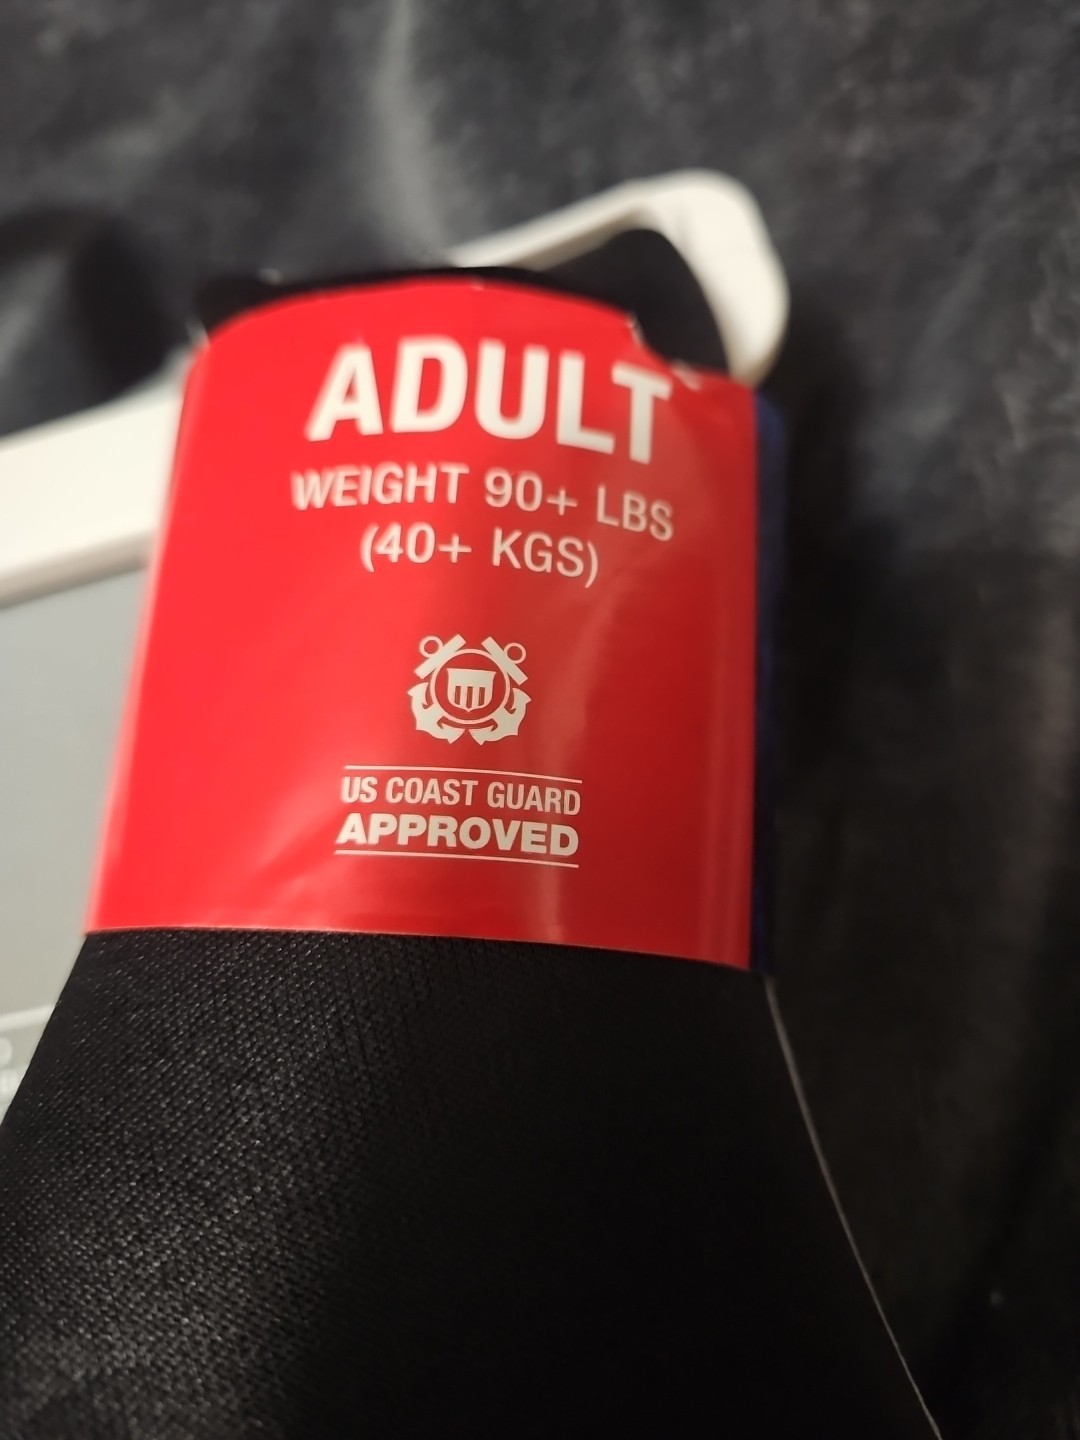 ADULT
WEIGHT 90+ LBS
(40+ KGS)
US COAST GUARD
APPROVED